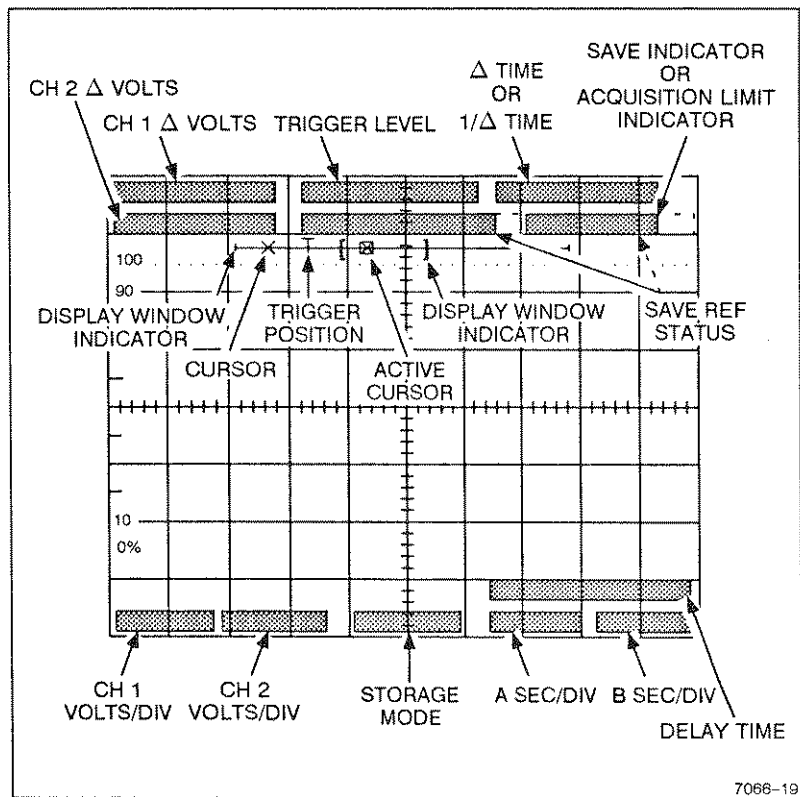 SAVE INDICATOR
OR
ACQUISITION LIMIT
INDICATOR
Δ TIME
OR
1/Δ TIME
CH 2 Δ VOLTS
CH 1 Δ VOLTS
TRIGGER LEVEL
100
90
DISPLAY WINDOW
INDICATOR
TRIGGER
POSITION
DISPLAY WINDOW
INDICATOR
SAVE REF
STATUS
CURSOR
ACTIVE
CURSOR
10
0%
CH 1
VOLTS/DIV
CH 2
VOLTS/DIV
STORAGE
MODE
A SEC/DIV
B SEC/DIV
DELAY TIME
7066-19